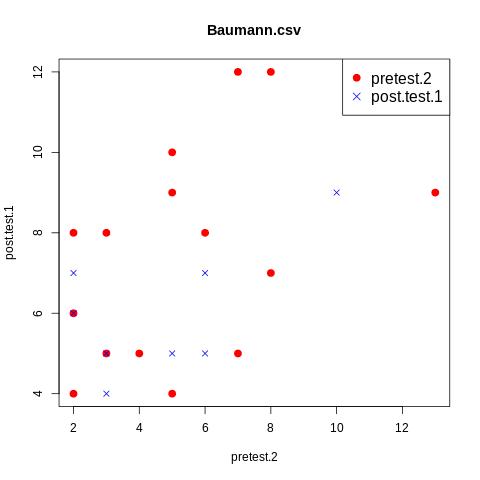 Baumann.csv
pretest.2
post.test.1
12
10
8
6
4
post.test.1
2 4 6 8 10 12
pretest.2